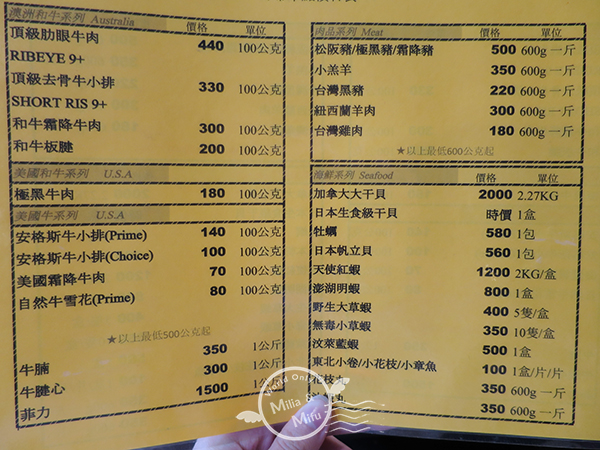 澳洲和牛系列 Australia 價格 單位
頂級肋眼牛肉 440 100公克
RIBEYE 9+
頂級去骨牛小排 330 100公克
SHORT RIS 9+
和牛霜降牛肉 300 100公克
和牛板腱 200 100公克
美國和牛系列 U.S.A
極黑牛肉 180 100公克
美國牛系列 U.S.A
安格斯牛小排(Prime) 140 100公克
安格斯牛小排(Choice) 100 100公克
美國霜降牛肉 70 100公克
自然牛雪花(Prime) 80 100公克
★以上最低500公克起
350 1公斤
牛腩 300 1公斤
牛腱心 1500 1公斤
菲力
肉品系列 Meat 價格 單位
松阪豬/極黑豬/霜降豬 500 600g 一斤
小羔羊 350 600g 一斤
台灣黑豬 220 600g 一斤
紐西蘭羊肉 300 600g 一斤
台灣雞肉 180 600g 一斤
★以上最低600公克起
海鮮系列 Seafood 價格 單位
加拿大大干貝 2000 2.27KG
日本生食級干貝 時價 1盒
牡蠣 580 1包
日本帆立貝 560 1包
天使紅蝦 1200 2KG/盒
澎湖明蝦 800 1盒
野生大草蝦 400 5隻/盒
無毒小草蝦 350 10隻/盒
汶萊藍蝦 500 1盒
東北小卷/小花枝/小章魚 100 1盒/片/片
花枝 350 600g 一斤
350 600g 一斤
World Only
Milia &
Mifu